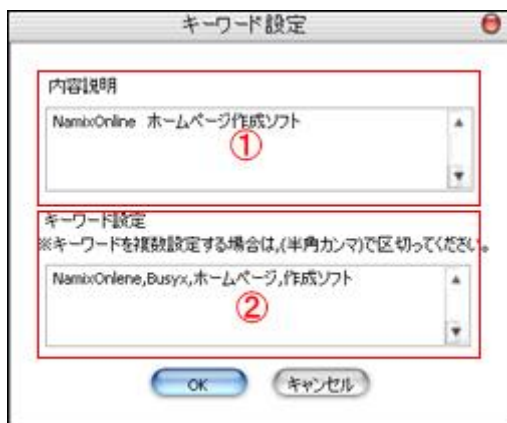 キーワード設定
内容説明
NamixOnline ホームページ作成ソフト
①
キーワード設定
※キーワードを複数設定する場合は,(半角カンマ)で区切ってください。
NamixOnlene,Busyx,ホームページ,作成ソフト
②
OK キャンセル